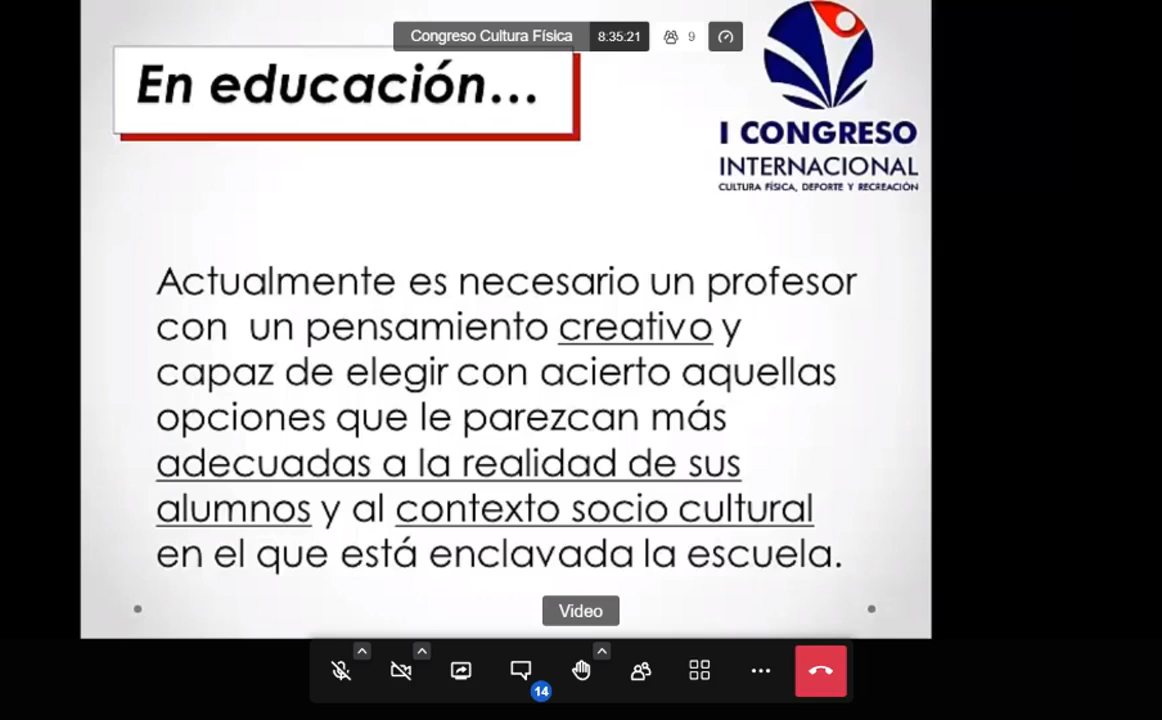 Congreso Cultura Física 8:35:21 9
En educación...
I CONGRESO
INTERNACIONAL
CULTURA FÍSICA, DEPORTE Y RECREACIÓN
Actualmente es necesario un profesor
con un pensamiento creativo y
capaz de elegir con acierto aquellas
opciones que le parezcan más
adecuadas a la realidad de sus
alumnos y al contexto socio cultural
en el que está enclavada la escuela.
Video
14